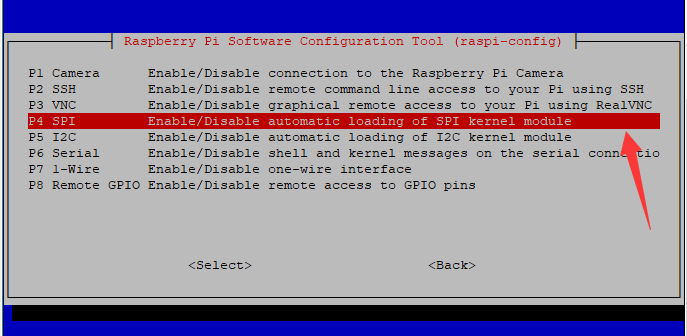 Raspberry Pi Software Configuration Tool (raspi-config)
P1 Camera Enable/Disable connection to the Raspberry Pi Camera
P2 SSH Enable/Disable remote command line access to your Pi using SSH
P3 VNC Enable/Disable graphical remote access to your Pi using RealVNC
P4 SPI Enable/Disable automatic loading of SPI kernel module
P5 I2C Enable/Disable automatic loading of I2C kernel module
P6 Serial Enable/Disable shell and kernel messages on the serial connectio
P7 1-Wire Enable/Disable one-wire interface
P8 Remote GPIO Enable/Disable remote access to GPIO pins
<Select> <Back>